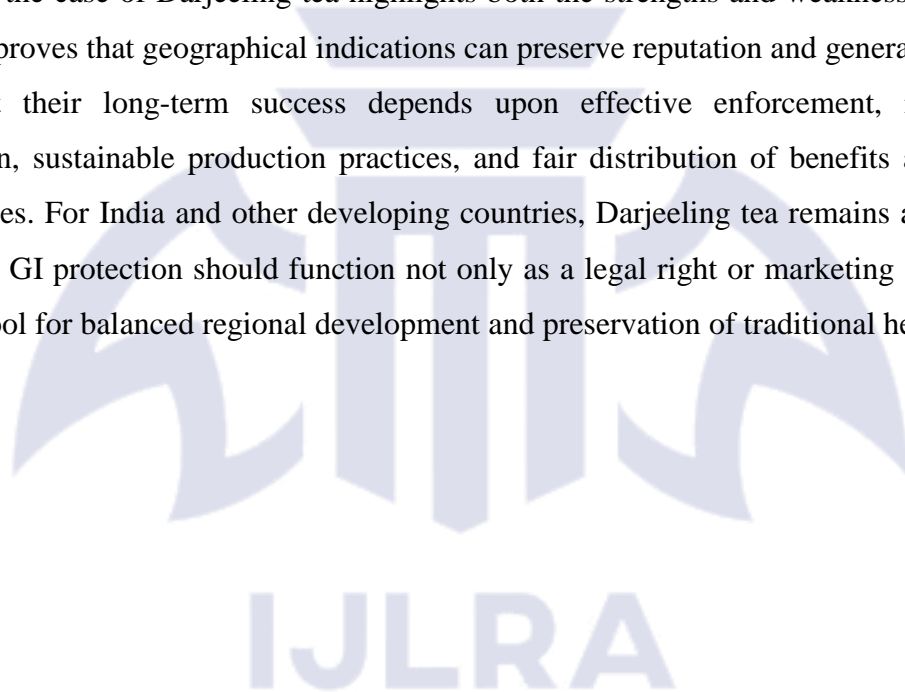 the case of Darjeeling tea highlights both the strengths and
proves that geographical indications can preserve reputation and
their long-term success depends upon effective enforcement,
sustainable production practices, and fair distribution of benefits
For India and other developing countries, Darjeeling tea remains
GI protection should function not only as a legal right or marketing
for balanced regional development and preservation of traditional
IJLRA